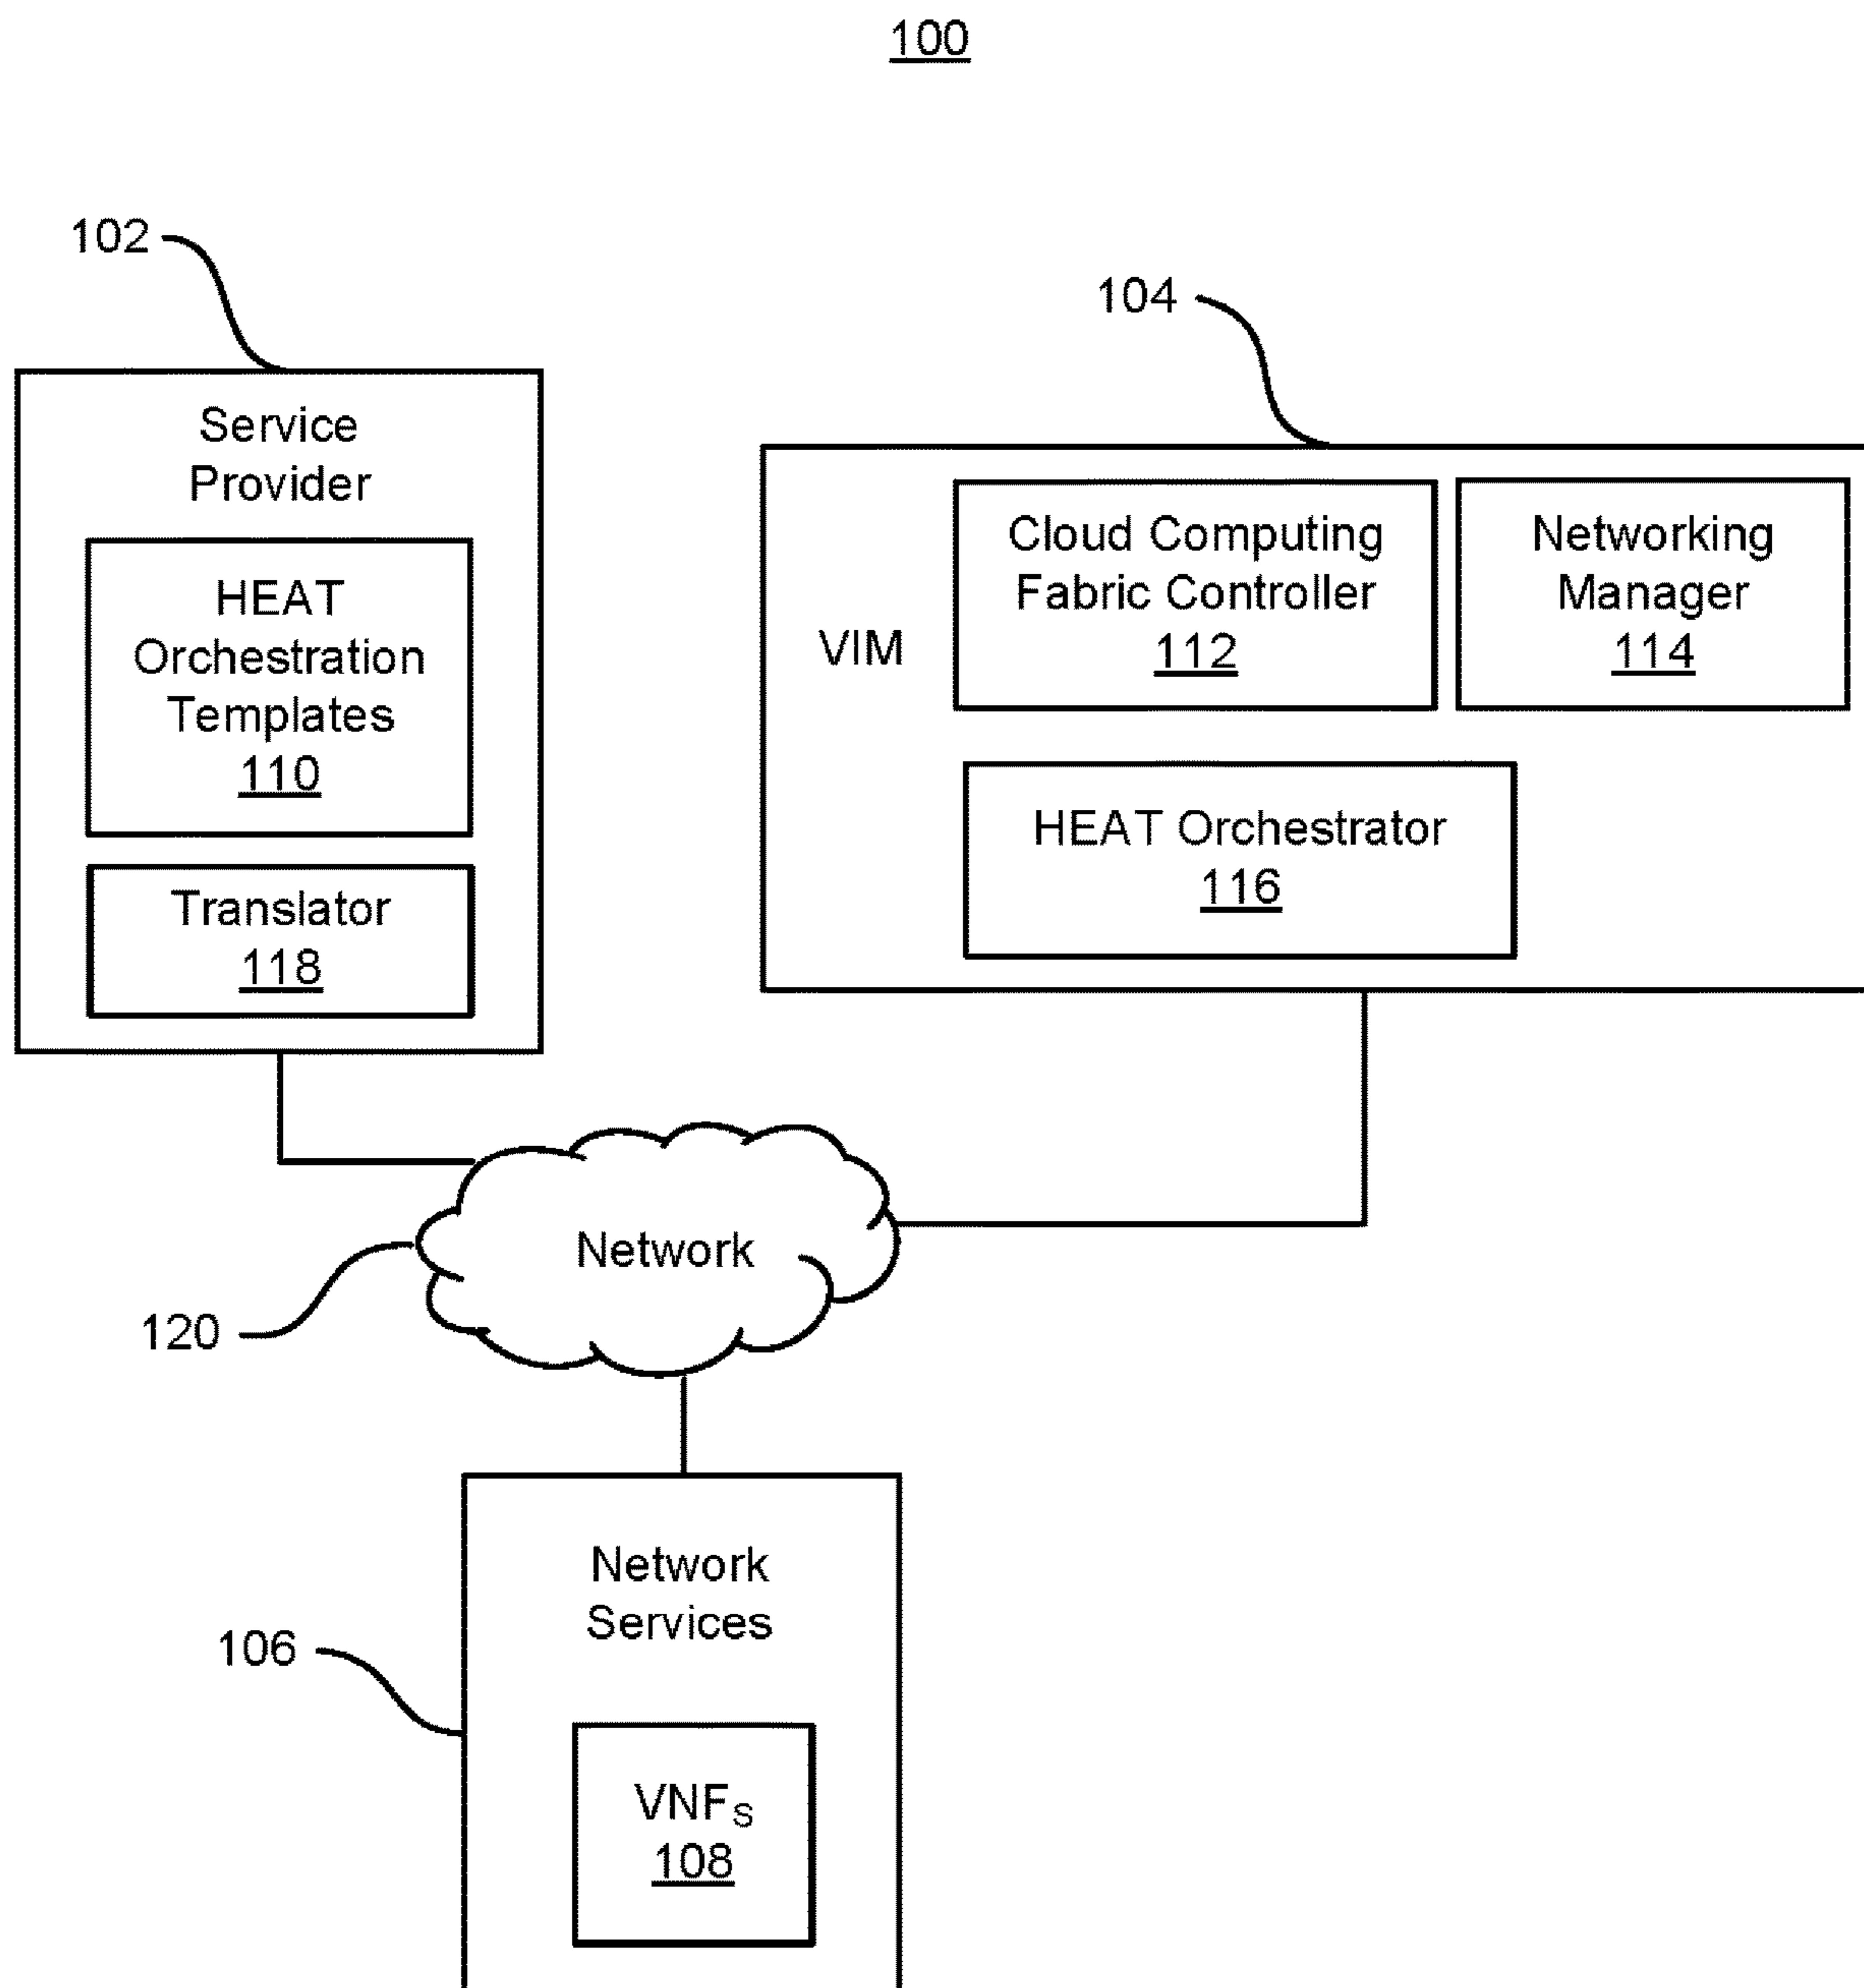 100
102
104
Service
Provider
HEAT
Orchestration
Templates
110
Translator
118
VIM
Cloud Computing
Fabric Controller
112
Networking
Manager
114
HEAT Orchestrator
116
Network
120
Network
Services
106
VNFS
108